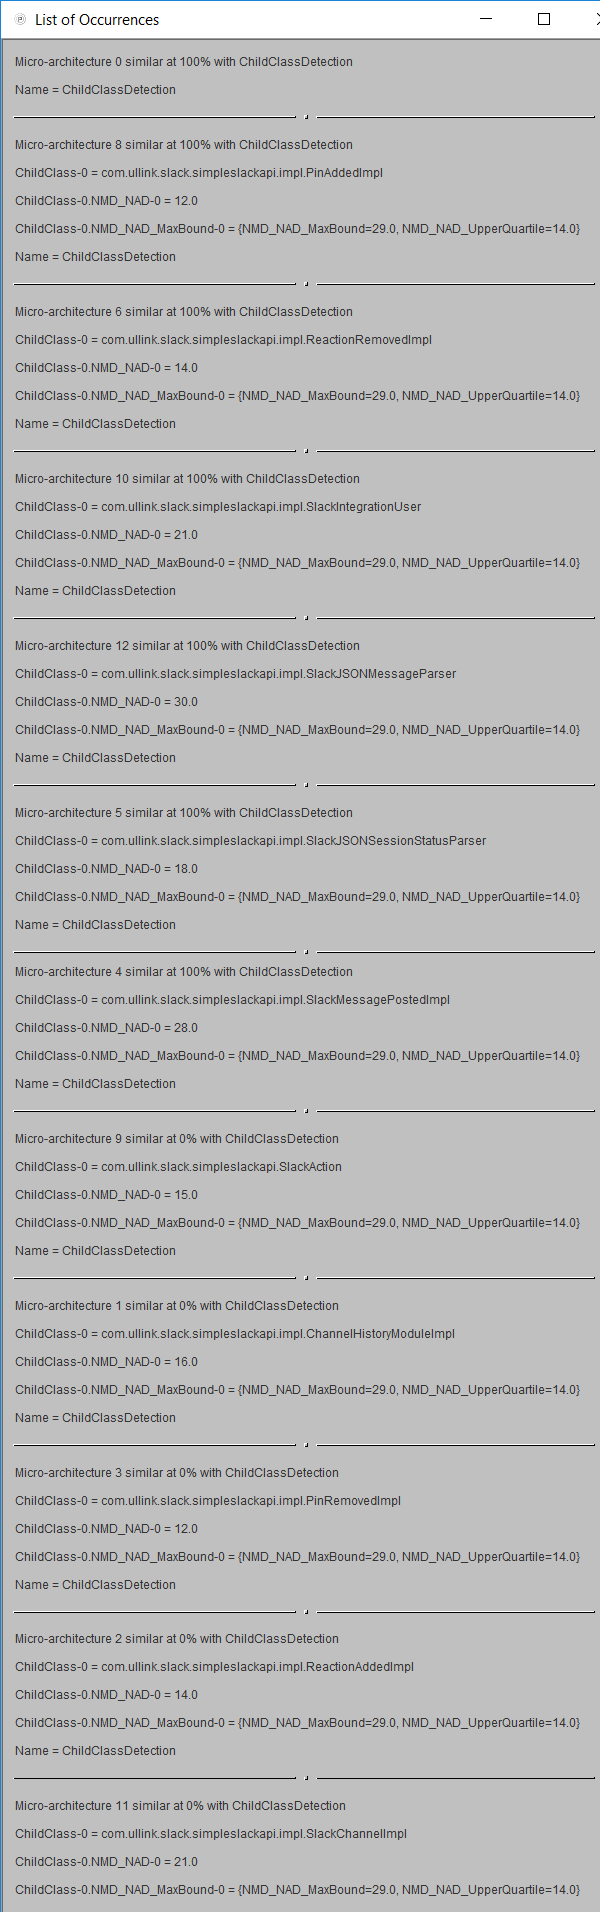 List of Occurrences
Micro-architecture 0 similar at 100% with ChildClassDetection
Name = ChildClassDetection
Micro-architecture 8 similar at 100% with ChildClassDetection
ChildClass-0 = com.ullink.slack.simpleslackapi.impl.PinAddedImpl
ChildClass-0.NMD_NAD-0 = 12.0
ChildClass-0.NMD_NAD_MaxBound-0 = {NMD_NAD_MaxBound=29.0, NMD_NAD_UpperQuartile=14.0}
Name = ChildClassDetection
Micro-architecture 6 similar at 100% with ChildClassDetection
ChildClass-0 = com.ullink.slack.simpleslackapi.impl.ReactionRemovedImpl
ChildClass-0.NMD_NAD-0 = 14.0
ChildClass-0.NMD_NAD_MaxBound-0 = {NMD_NAD_MaxBound=29.0, NMD_NAD_UpperQuartile=14.0}
Name = ChildClassDetection
Micro-architecture 10 similar at 100% with ChildClassDetection
ChildClass-0 = com.ullink.slack.simpleslackapi.impl.SlackIntegrationUser
ChildClass-0.NMD_NAD-0 = 21.0
ChildClass-0.NMD_NAD_MaxBound-0 = {NMD_NAD_MaxBound=29.0, NMD_NAD_UpperQuartile=14.0}
Name = ChildClassDetection
Micro-architecture 12 similar at 100% with ChildClassDetection
ChildClass-0 = com.ullink.slack.simpleslackapi.impl.SlackJSONMessageParser
ChildClass-0.NMD_NAD-0 = 30.0
ChildClass-0.NMD_NAD_MaxBound-0 = {NMD_NAD_MaxBound=29.0, NMD_NAD_UpperQuartile=14.0}
Name = ChildClassDetection
Micro-architecture 5 similar at 100% with ChildClassDetection
ChildClass-0 = com.ullink.slack.simpleslackapi.impl.SlackJSONSessionStatusParser
ChildClass-0.NMD_NAD-0 = 18.0
ChildClass-0.NMD_NAD_MaxBound-0 = {NMD_NAD_MaxBound=29.0, NMD_NAD_UpperQuartile=14.0}
Name = ChildClassDetection
Micro-architecture 4 similar at 100% with ChildClassDetection
ChildClass-0 = com.ullink.slack.simpleslackapi.impl.SlackMessagePostedImpl
ChildClass-0.NMD_NAD-0 = 28.0
ChildClass-0.NMD_NAD_MaxBound-0 = {NMD_NAD_MaxBound=29.0, NMD_NAD_UpperQuartile=14.0}
Name = ChildClassDetection
Micro-architecture 9 similar at 0% with ChildClassDetection
ChildClass-0 = com.ullink.slack.simpleslackapi.SlackAction
ChildClass-0.NMD_NAD-0 = 15.0
ChildClass-0.NMD_NAD_MaxBound-0 = {NMD_NAD_MaxBound=29.0, NMD_NAD_UpperQuartile=14.0}
Name = ChildClassDetection
Micro-architecture 1 similar at 0% with ChildClassDetection
ChildClass-0 = com.ullink.slack.simpleslackapi.impl.ChannelHistoryModuleImpl
ChildClass-0.NMD_NAD-0 = 16.0
ChildClass-0.NMD_NAD_MaxBound-0 = {NMD_NAD_MaxBound=29.0, NMD_NAD_UpperQuartile=14.0}
Name = ChildClassDetection
Micro-architecture 3 similar at 0% with ChildClassDetection
ChildClass-0 = com.ullink.slack.simpleslackapi.impl.PinRemovedImpl
ChildClass-0.NMD_NAD-0 = 12.0
ChildClass-0.NMD_NAD_MaxBound-0 = {NMD_NAD_MaxBound=29.0, NMD_NAD_UpperQuartile=14.0}
Name = ChildClassDetection
Micro-architecture 2 similar at 0% with ChildClassDetection
ChildClass-0 = com.ullink.slack.simpleslackapi.impl.ReactionAddedImpl
ChildClass-0.NMD_NAD-0 = 14.0
ChildClass-0.NMD_NAD_MaxBound-0 = {NMD_NAD_MaxBound=29.0, NMD_NAD_UpperQuartile=14.0}
Name = ChildClassDetection
Micro-architecture 11 similar at 0% with ChildClassDetection
ChildClass-0 = com.ullink.slack.simpleslackapi.impl.SlackChannelImpl
ChildClass-0.NMD_NAD-0 = 21.0
ChildClass-0.NMD_NAD_MaxBound-0 = {NMD_NAD_MaxBound=29.0, NMD_NAD_UpperQuartile=14.0}